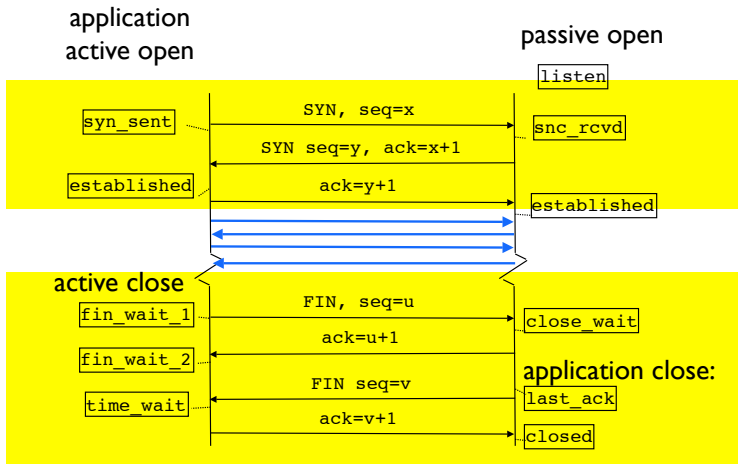 application
active open
passive open
listen
SYN, seq=x
syn_sent
snc_rcvd
SYN seq=y, ack=x+1
established
ack=y+1
established
active close
FIN, seq=u
fin_wait_1
close_wait
ack=u+1
fin_wait_2
application close:
FIN seq=v
time_wait
last_ack
ack=v+1
closed